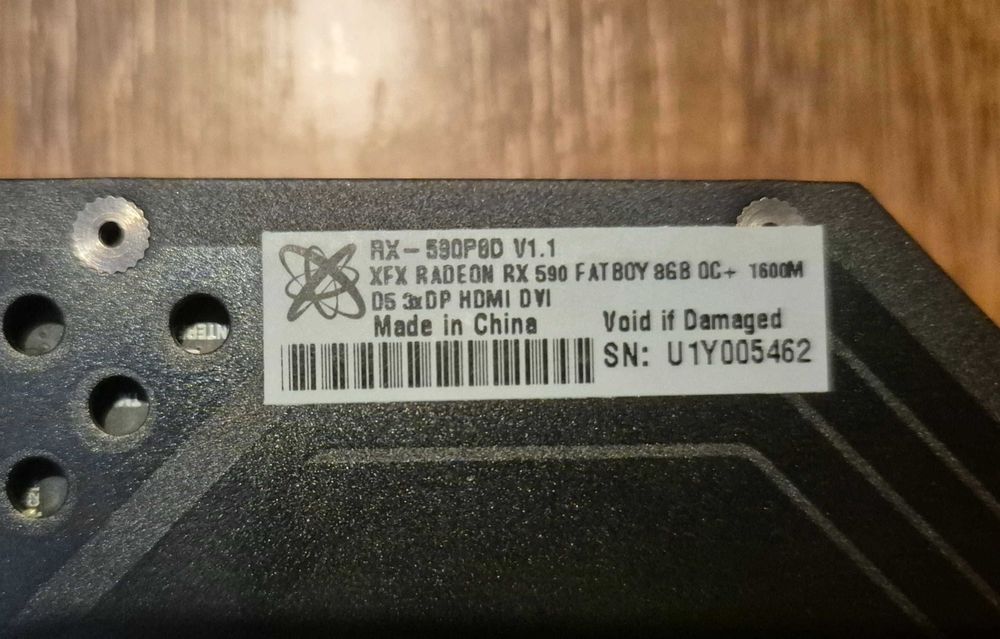 RX-590P8D V1.1
XFX RADEON RX 590 FATBOY 8GB OC+ 1600M
D5 3xDP HDMI DVI
Made in China
Void if Damaged
SN: U1Y005462